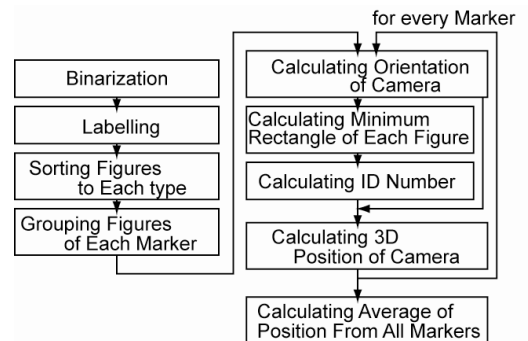 for every Marker
Binarization
Labelling
Sorting Figures
to Each type
Grouping Figures
of Each Marker
Calculating Orientation
of Camera
Calculating Minimum
Rectangle of Each Figure
Calculating ID Number
Calculating 3D
Position of Camera
Calculating Average of
Position From All Markers